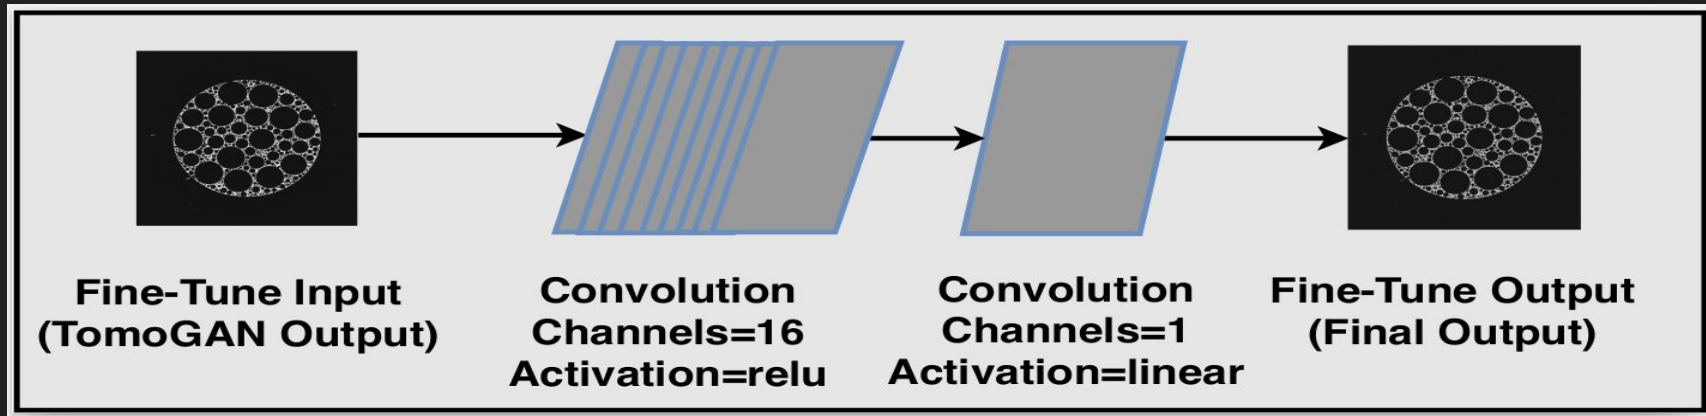 Fine-Tune Input
(TomoGAN Output)
Convolution
Channels=16
Activation=relu
Convolution
Channels=1
Activation=linear
Fine-Tune Output
(Final Output)